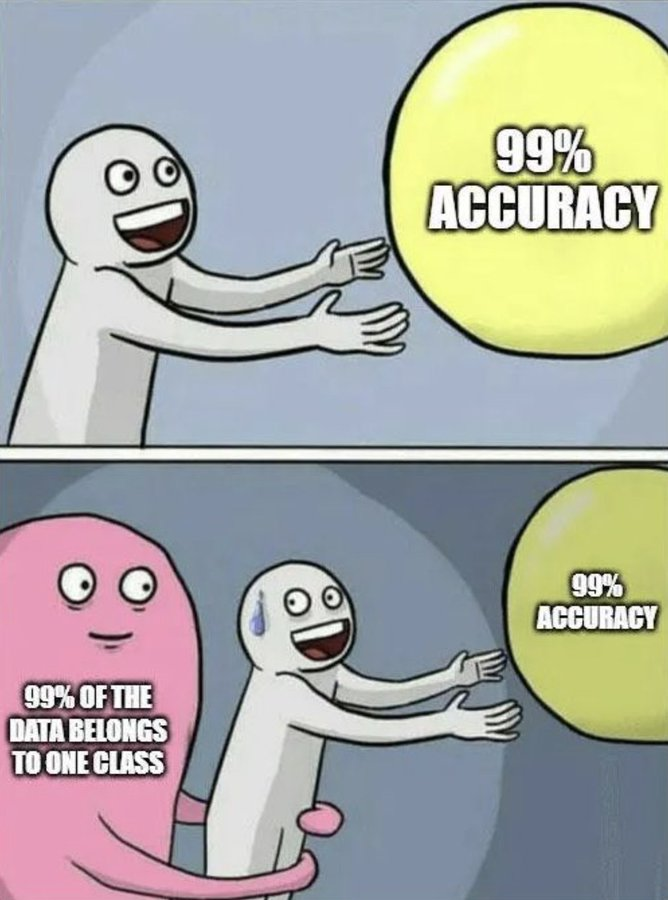 99%
ACCURACY
99%
ACCURACY
99% OF THE
DATA BELONGS
TO ONE CLASS